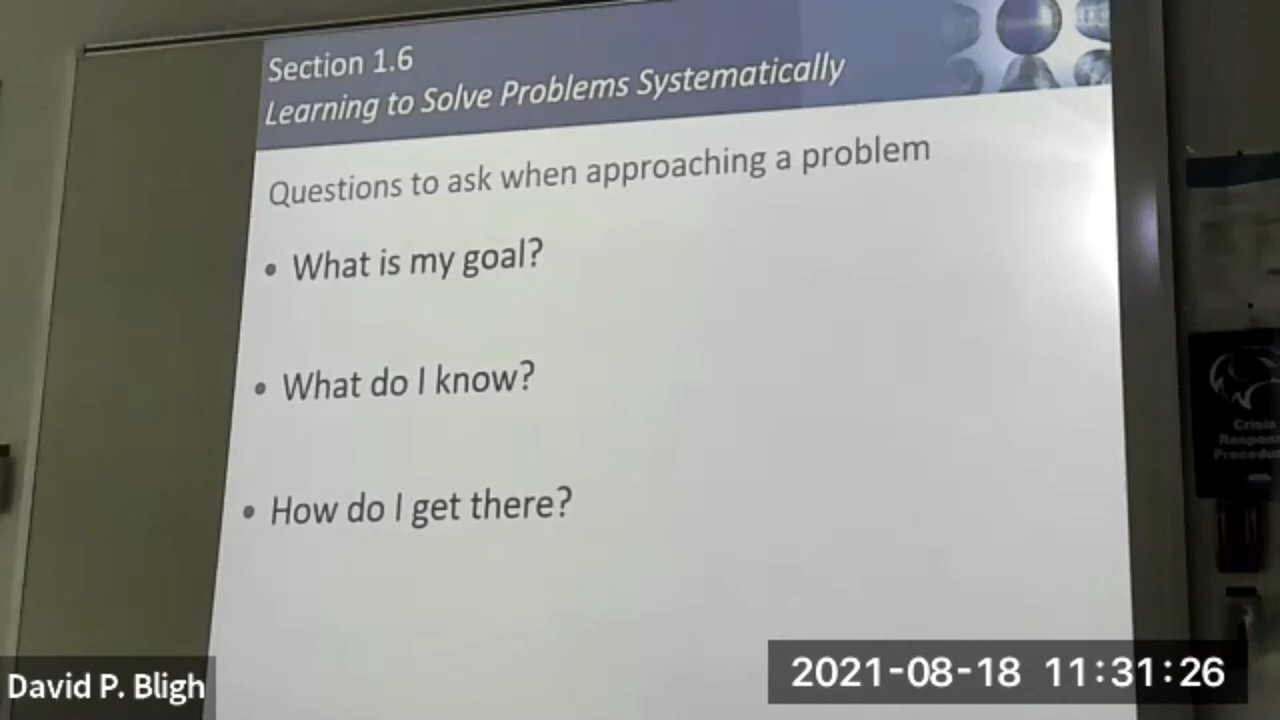 Section 1.6
Learning to Solve Problems Systematically
Questions to ask when approaching a problem
• What is my goal?
• What do I know?
• How do I get there?
Crisis
David P. Bligh
2021-08-18 11:31:26